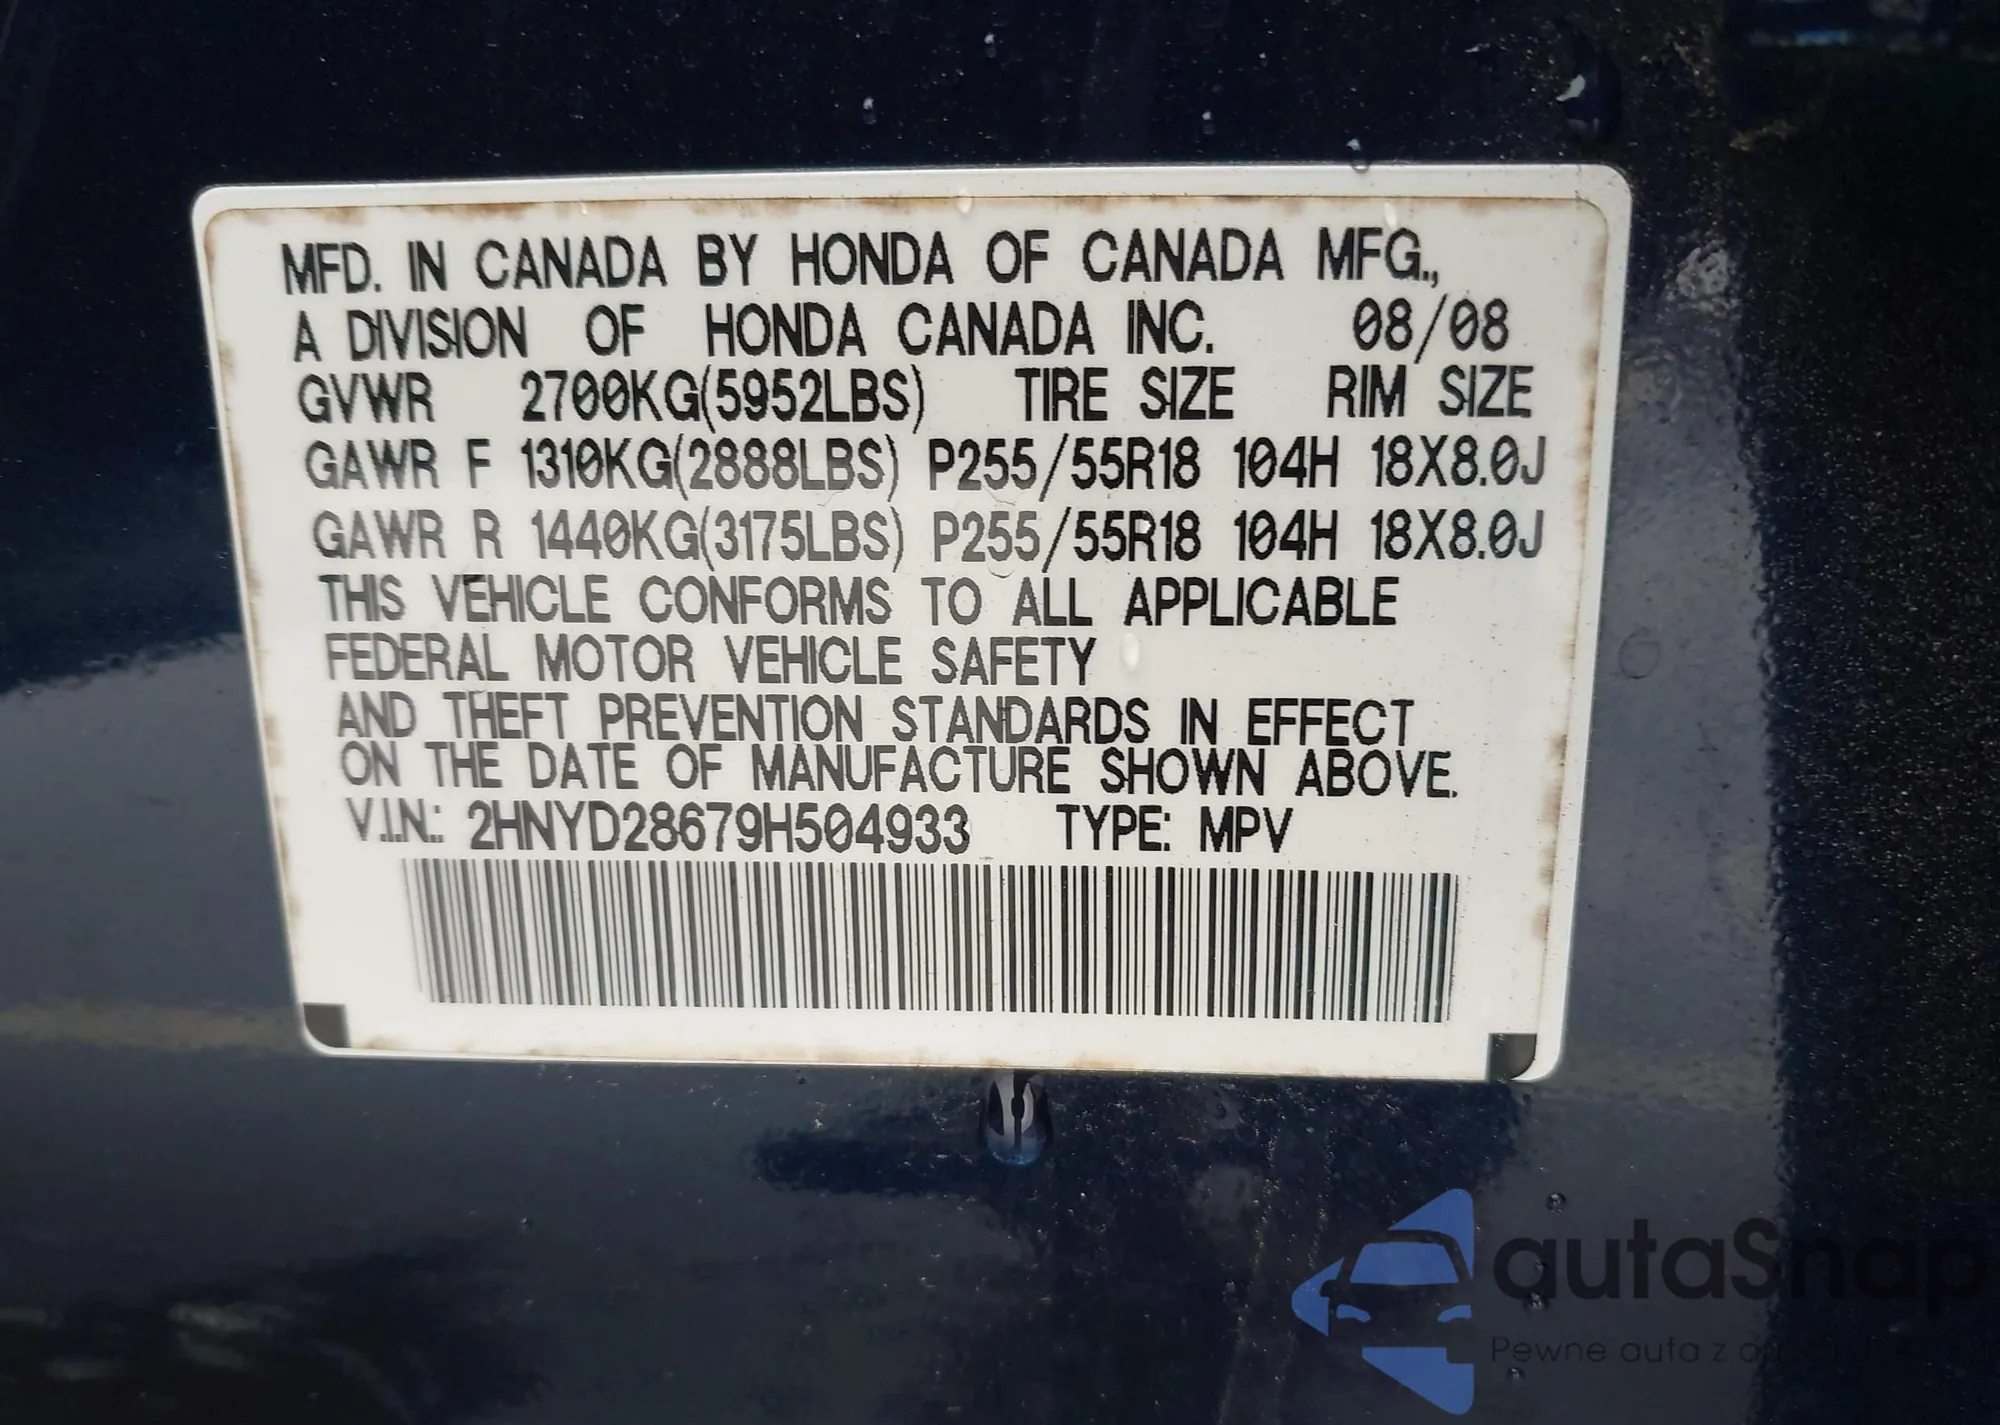 MFD. IN CANADA BY HONDA OF CANADA MFG.,
A DIVISION OF HONDA CANADA INC. 08/08
GVWR 2700KG(5952LBS) TIRE SIZE RIM SIZE
GAWR F 1310KG(2888LBS) P255/55R18 104H 18X8.0J
GAWR R 1440KG(3175LBS) P255/55R18 104H 18X8.0J
THIS VEHICLE CONFORMS TO ALL APPLICABLE
FEDERAL MOTOR VEHICLE SAFETY
AND THEFT PREVENTION STANDARDS IN EFFECT
ON THE DATE OF MANUFACTURE SHOWN ABOVE.
V.I.N.: 2HNYD28679H504933 TYPE: MPV
autaSnap
Pewne auta z